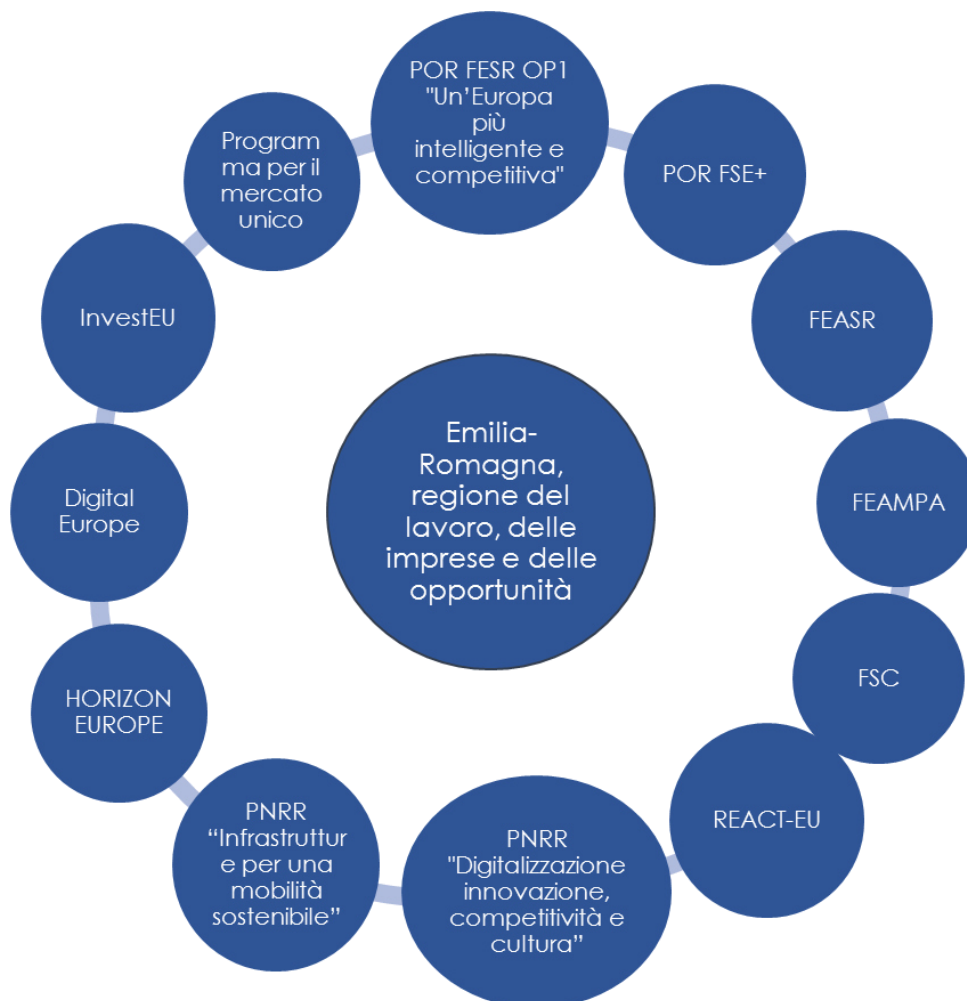 POR FESR OP1
"Un'Europa
più
intelligente e
competitiva"
POR FSE+
FEASR
FEAMPA
FSC
REACT-EU
PNRR
"Digitalizzazione
innovazione,
competitività e
cultura”
PNRR
“Infrastruttur
e per una
mobilità
sostenibile”
HORIZON
EUROPE
Digital
Europe
InvestEU
Program
ma per il
mercato
unico
Emilia-
Romagna,
regione del
lavoro, delle
imprese e delle
opportunità